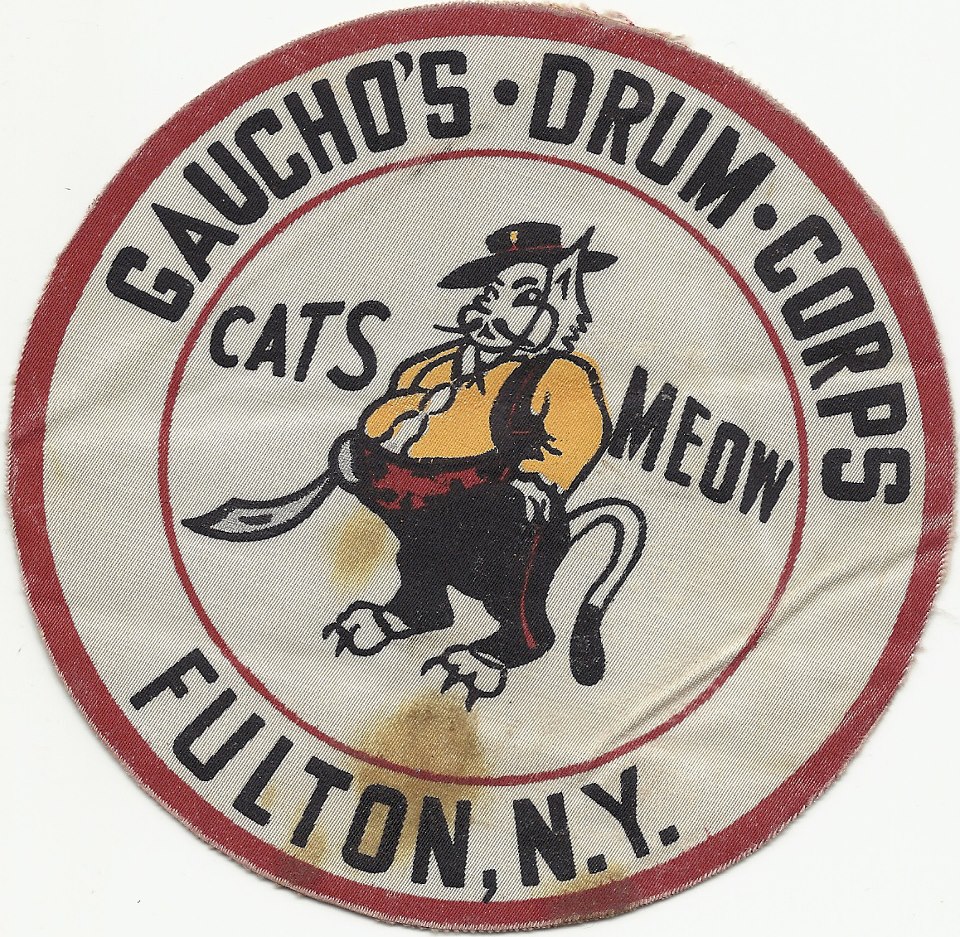 GAUCHO'S • DRUM • CORPS
CATS
MEOW
FULTON, N.Y.